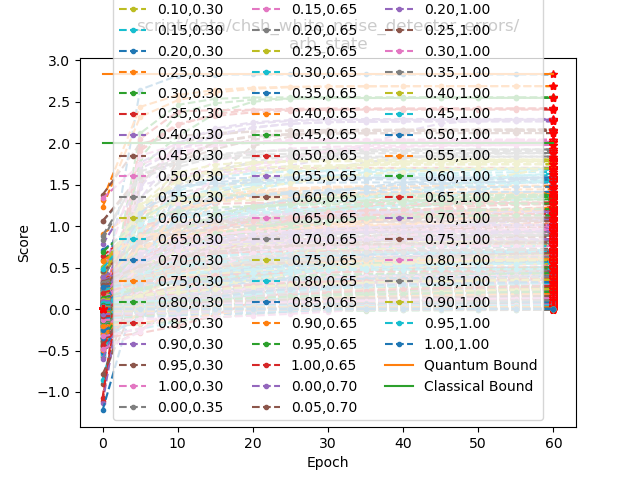 script/data/chsh_white_noise_detector_errors/
arb_state
0.10,0.30 0.15,0.65 0.20,1.00
0.15,0.30 0.20,0.65 0.25,1.00
0.20,0.30 0.25,0.65 0.30,1.00
0.25,0.30 0.30,0.65 0.35,1.00
0.30,0.30 0.35,0.65 0.40,1.00
0.35,0.30 0.40,0.65 0.45,1.00
0.40,0.30 0.45,0.65 0.50,1.00
0.45,0.30 0.50,0.65 0.55,1.00
0.50,0.30 0.55,0.65 0.60,1.00
0.55,0.30 0.60,0.65 0.65,1.00
0.60,0.30 0.65,0.65 0.70,1.00
0.65,0.30 0.70,0.65 0.75,1.00
0.70,0.30 0.75,0.65 0.80,1.00
0.75,0.30 0.80,0.65 0.85,1.00
0.80,0.30 0.85,0.65 0.90,1.00
0.85,0.30 0.90,0.65 0.95,1.00
0.90,0.30 0.95,0.65 1.00,1.00
0.95,0.30 1.00,0.65 Quantum Bound
1.00,0.30 0.00,0.70 Classical Bound
0.00,0.35 0.05,0.70
3.0
2.5
2.0
1.5
1.0
0.5
0.0
−0.5
−1.0
Score
0 10 20 30 40 50 60
Epoch